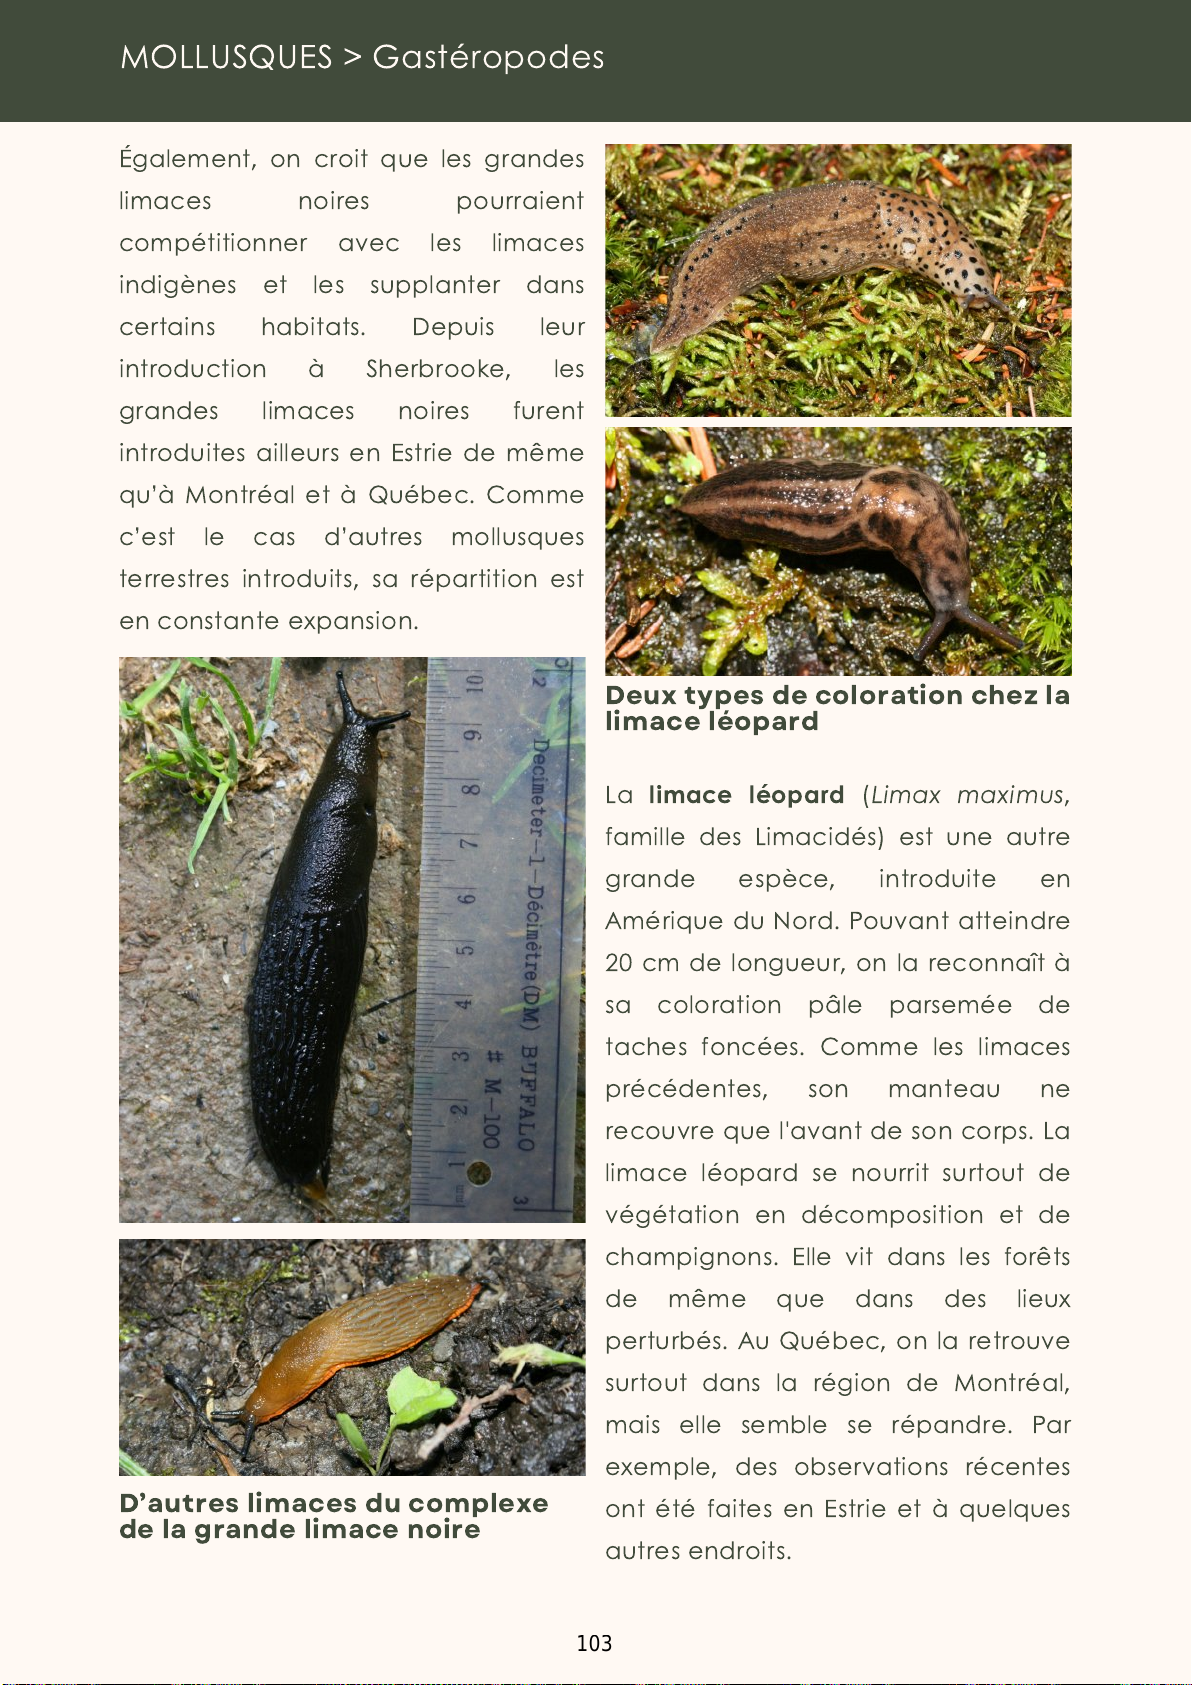 MOLLUSQUES > Gastéropodes
Également, on croit que les grandes
limaces noires pourraient
compétitionner avec les limaces
indigènes et les supplanter dans
certains habitats. Depuis leur
introduction à Sherbrooke, les
grandes limaces noires furent
introduites ailleurs en Estrie de même
qu'à Montréal et à Québec. Comme
c'est le cas d'autres mollusques
terrestres introduits, sa répartition est
en constante expansion.
10
9
8
7
6
5
4
3
2
1
mm
2
3
Decimeter-1-Décimètre(DM) BUFFALO
# M-100
D'autres limaces du complexe
de la grande limace noire
Deux types de coloration chez la
limace léopard
La limace léopard (Limax maximus,
famille des Limacidés) est une autre
grande espèce, introduite en
Amérique du Nord. Pouvant atteindre
20 cm de longueur, on la reconnaît à
sa coloration pâle parsemée de
taches foncées. Comme les limaces
précédentes, son manteau ne
recouvre que l'avant de son corps. La
limace léopard se nourrit surtout de
végétation en décomposition et de
champignons. Elle vit dans les forêts
de même que dans des lieux
perturbés. Au Québec, on la retrouve
surtout dans la région de Montréal,
mais elle semble se répandre. Par
exemple, des observations récentes
ont été faites en Estrie et à quelques
autres endroits.
103